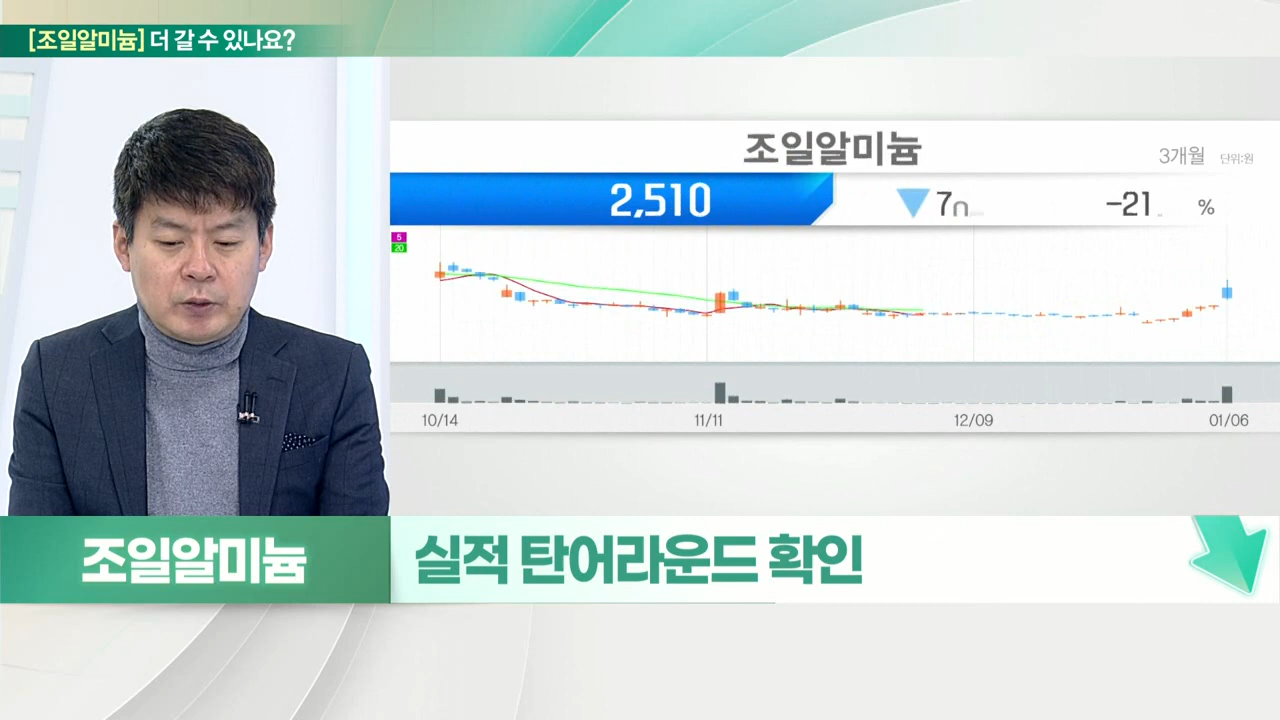 [조일알미늄] 더 갈 수 있나요?
조일알미늄
3개월 단위:원
2,510 ▼ -21 %
5
20
10/14 11/11 12/09 01/06
조일알미늄 실적 탄어라운드 확인